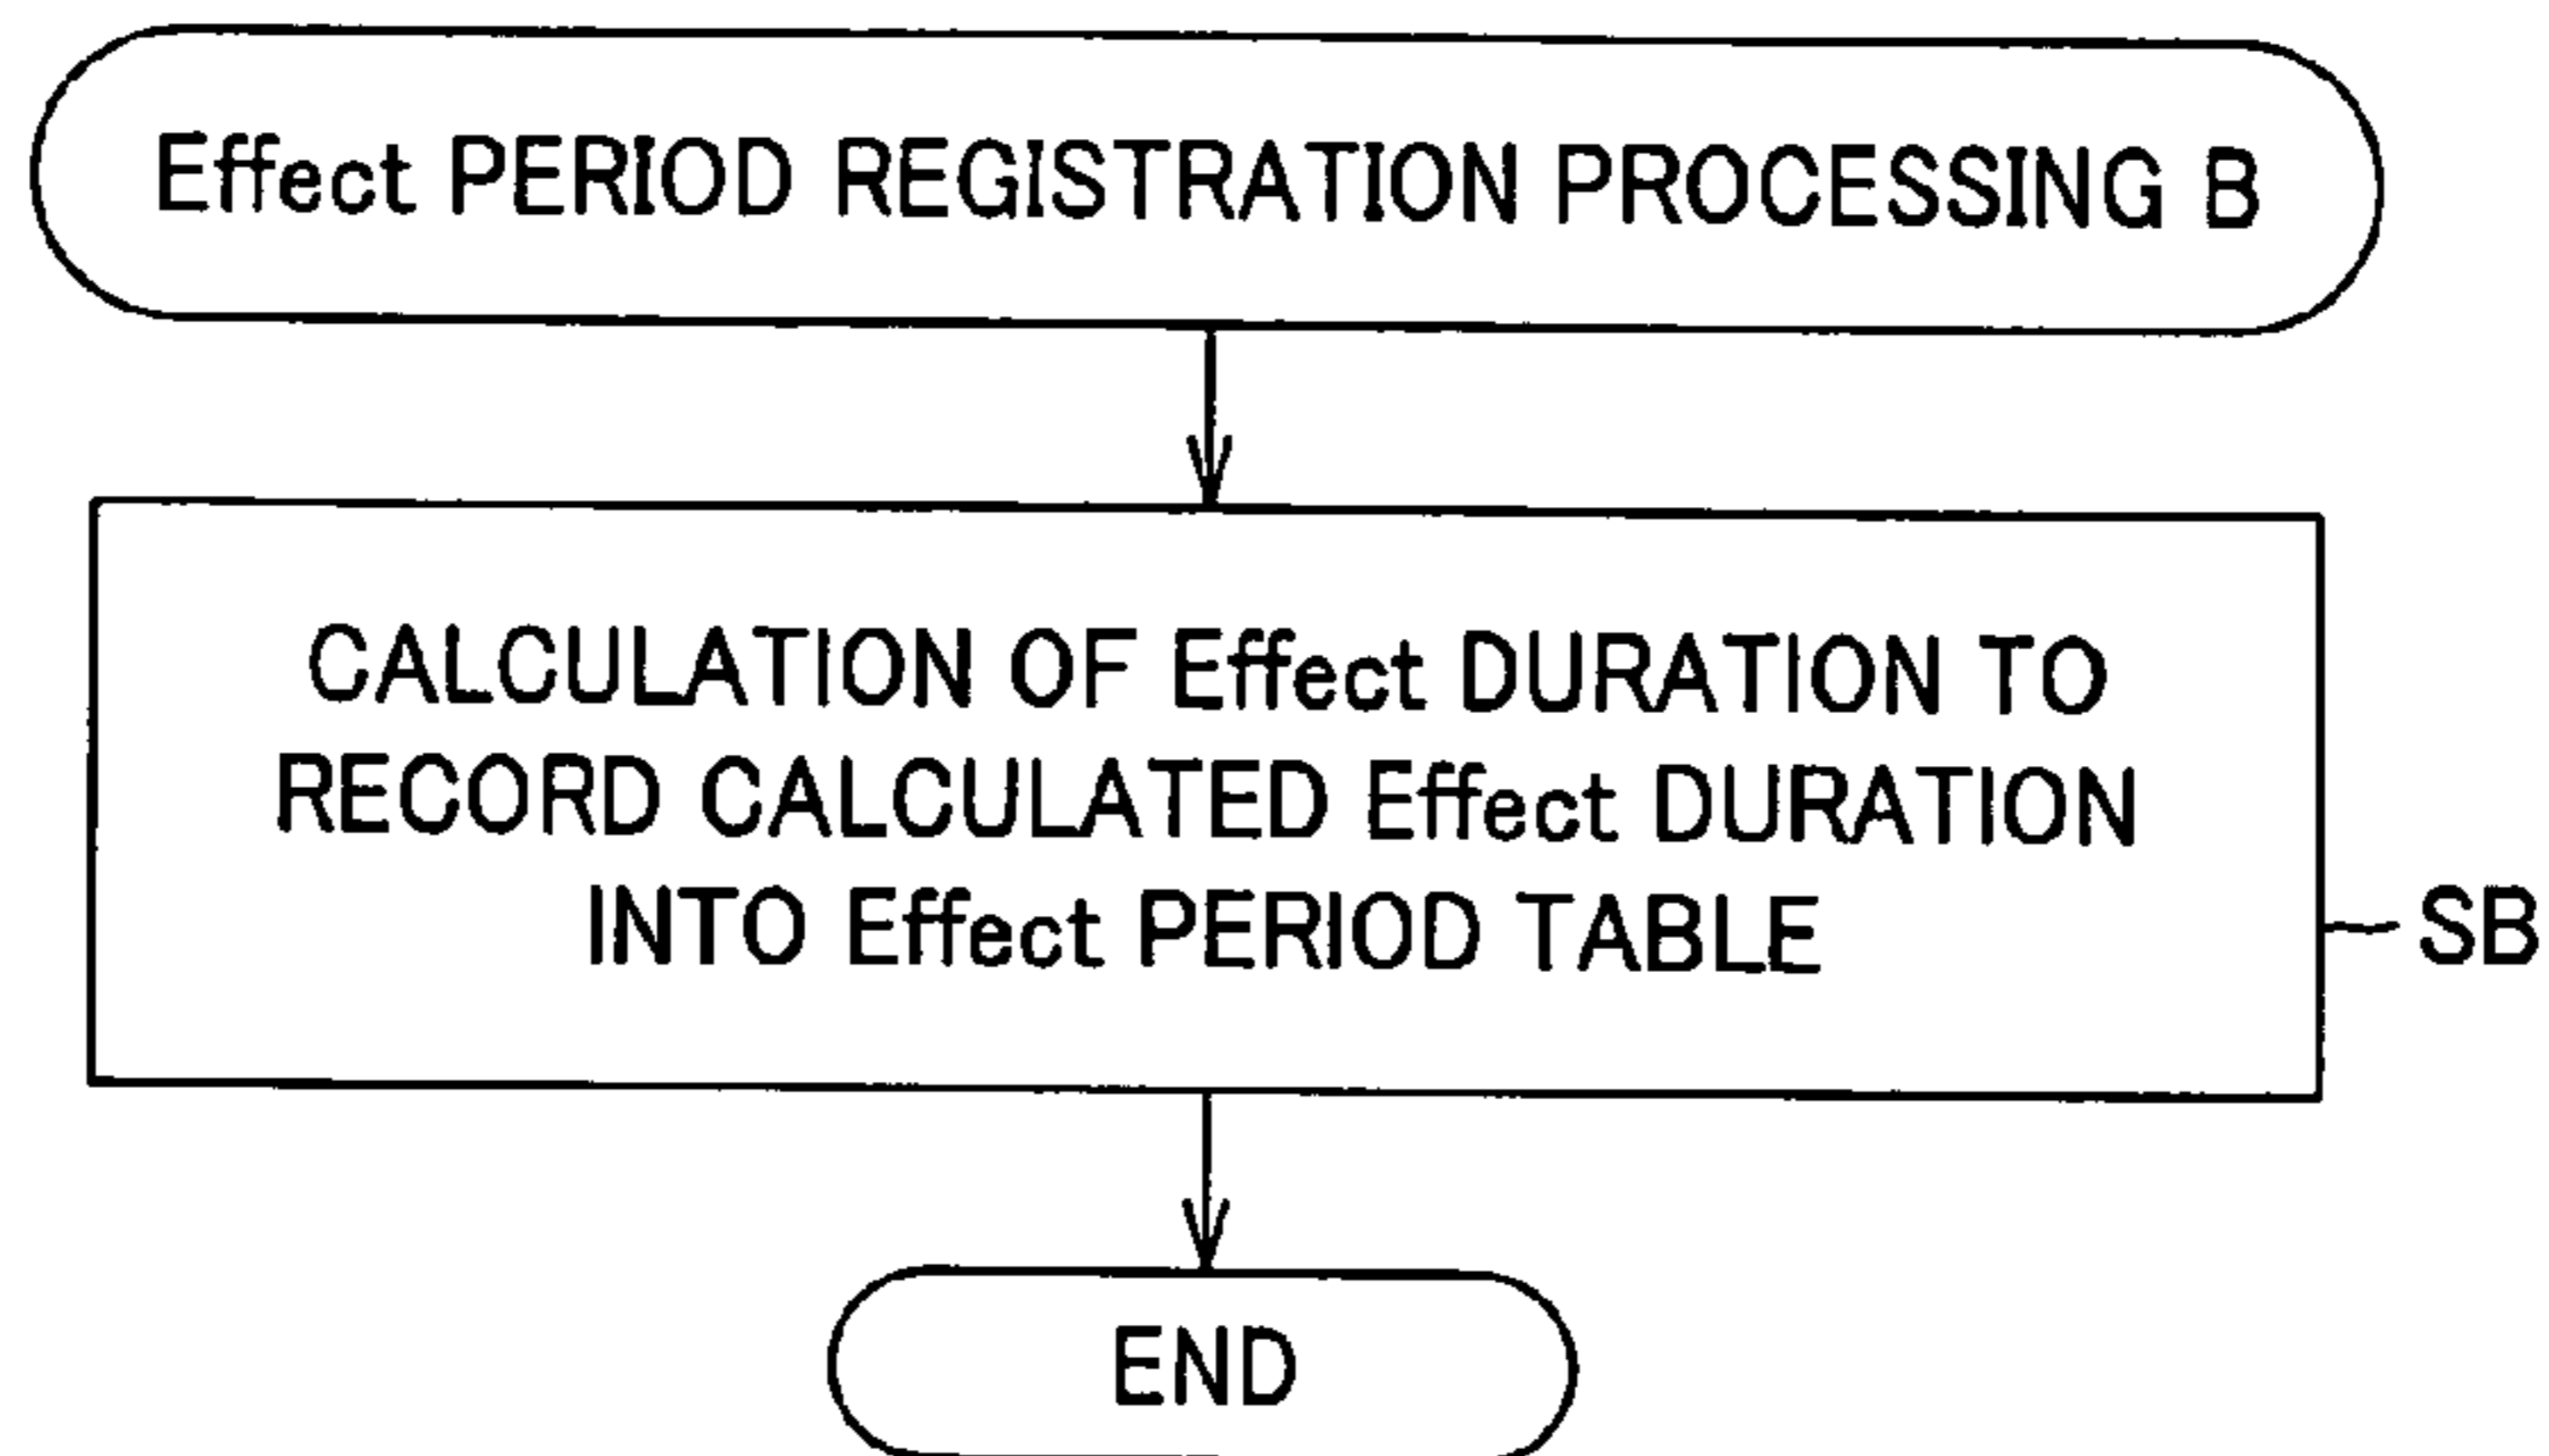 Effect PERIOD REGISTRATION PROCESSING B
CALCULATION OF Effect DURATION TO
RECORD CALCULATED Effect DURATION
INTO Effect PERIOD TABLE
SB
END